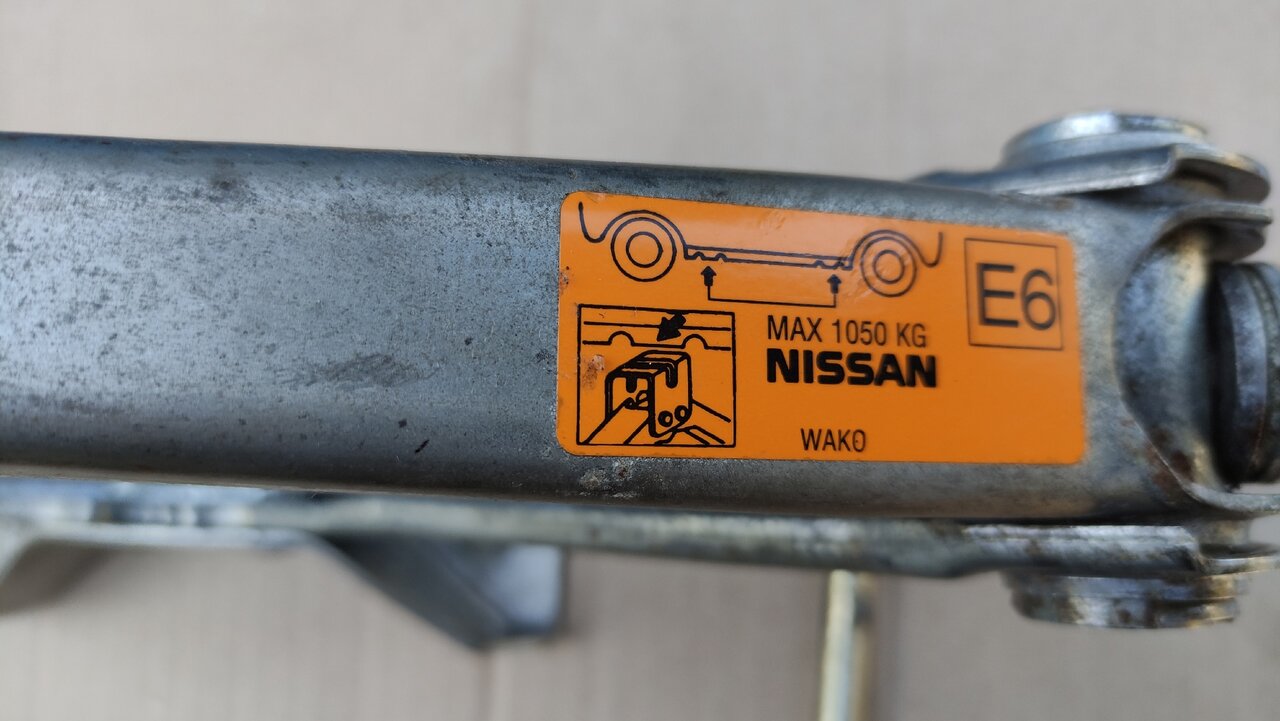 E6
MAX 1050 KG
NISSAN
WAKO